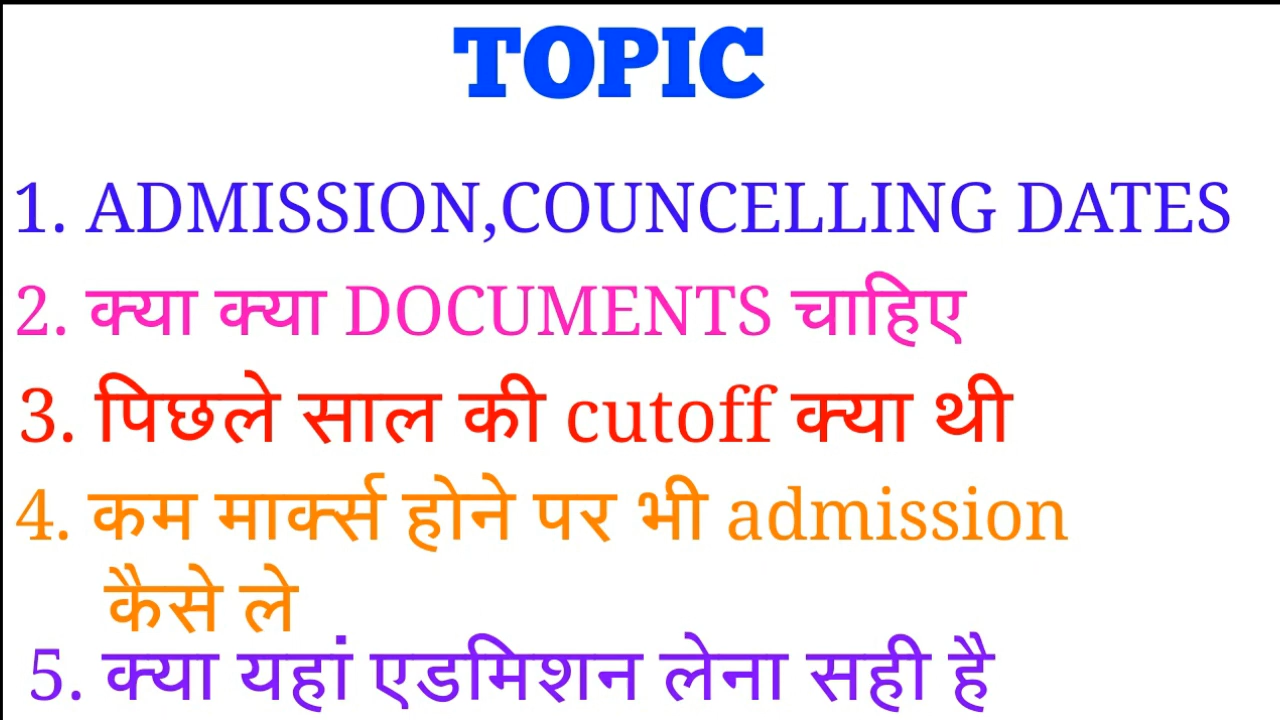 TOPIC
1. ADMISSION,COUNCELLING DATES
2. क्या क्या DOCUMENTS चाहिए
3. पिछले साल की cutoff क्या थी
4. कम मार्क्स होने पर भी admission
कैसे ले
5. क्या यहां एडमिशन लेना सही है